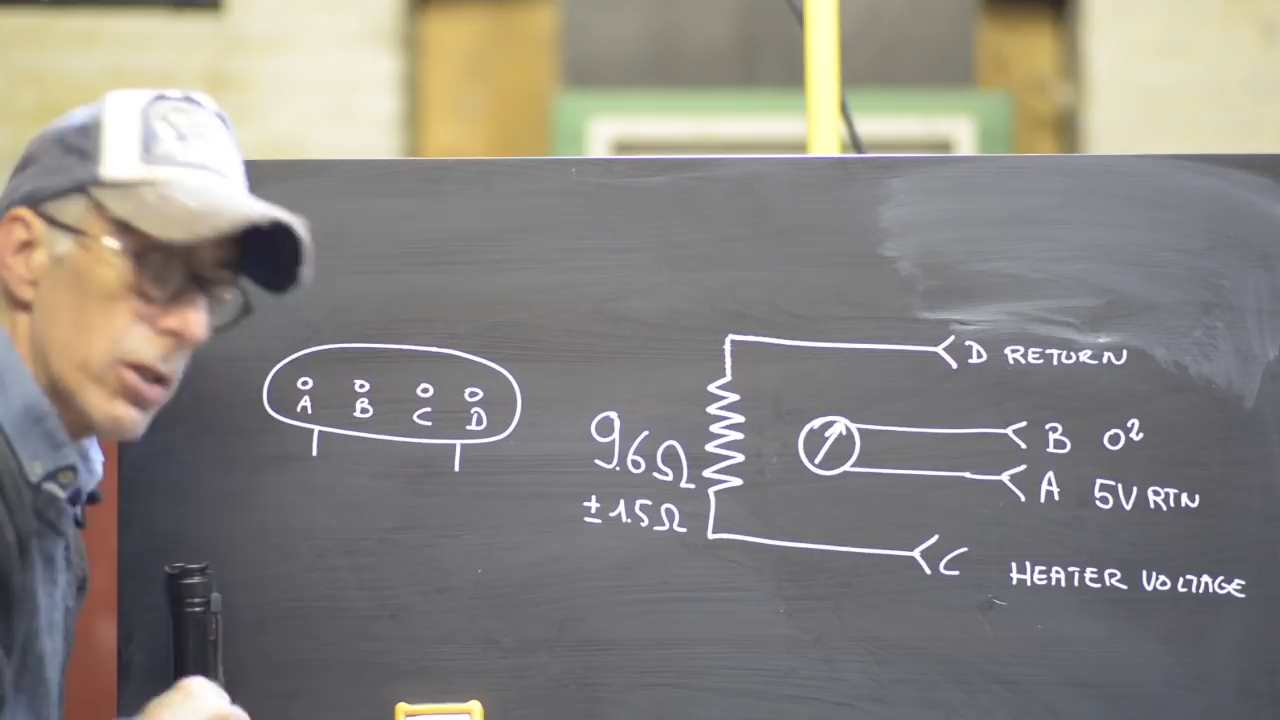 A B C D
9.6Ω
±1.5Ω
D RETURN
B O²
A 5V RTN
C HEATER VOLTAGE